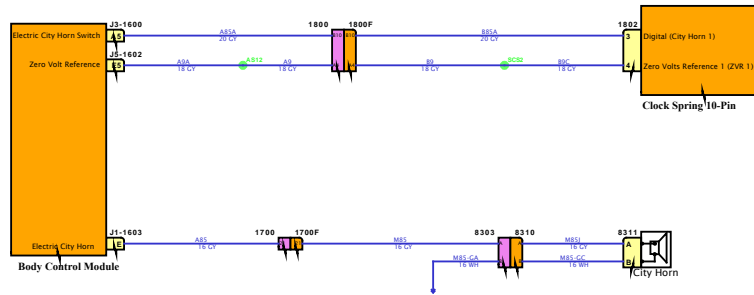 J3-1600
A85A
1800
1800F
B85A
1802
Electric City Horn Switch
20 GY
20 GY
3
Digital (City Horn 1)
J5-1602
Zero Volt Reference
A9A
AS12
A9
B9
SCS2
B9C
18 GY
18 GY
18 GY
18 GY
4
Zero Volts Reference 1 (ZVR 1)
Clock Spring 10-Pin
J1-1603
1700
1700F
8303
8310
8311
A85
M85
M85J
Electric City Horn
E
16 GY
16 GY
16 GY
A
Body Control Module
M85-GA
M85-GC
B
16 WH
16 WH
City Horn